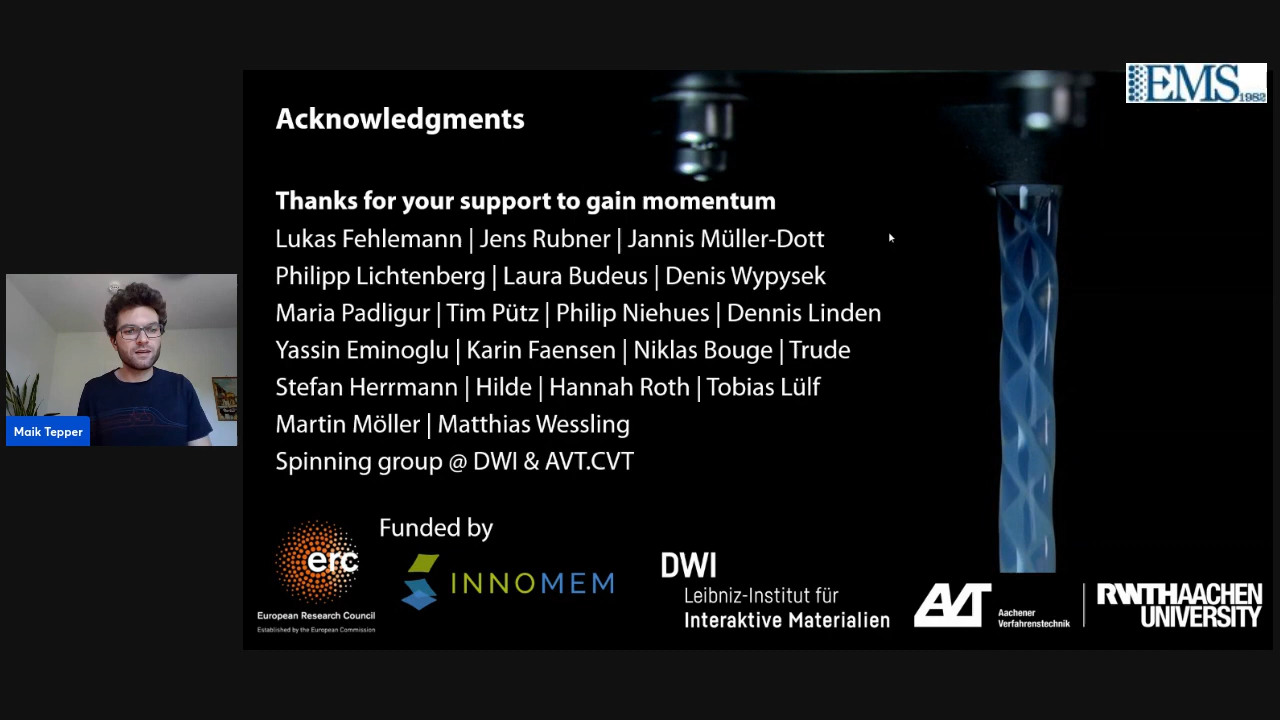 EMS 1982
Acknowledgments
Thanks for your support to gain momentum
Lukas Fehlemann | Jens Rubner | Jannis Müller-Dott
Philipp Lichtenberg | Laura Budeus | Denis Wypysek
Maria Padligur | Tim Pütz | Philip Niehues | Dennis Linden
Yassin Eminoglu | Karin Faensen | Niklas Bouge | Trude
Stefan Herrmann | Hilde | Hannah Roth | Tobias Lülf
Martin Möller | Matthias Wessling
Spinning group @ DWI & AVT.CVT
Maik Tepper
Funded by
erc
European Research Council
Established by the European Commission
INNOMEM
DWI
Leibniz-Institut für
Interaktive Materialien
AVT
Aachener
Verfahrenstechnik
RWTHAACHEN
UNIVERSITY